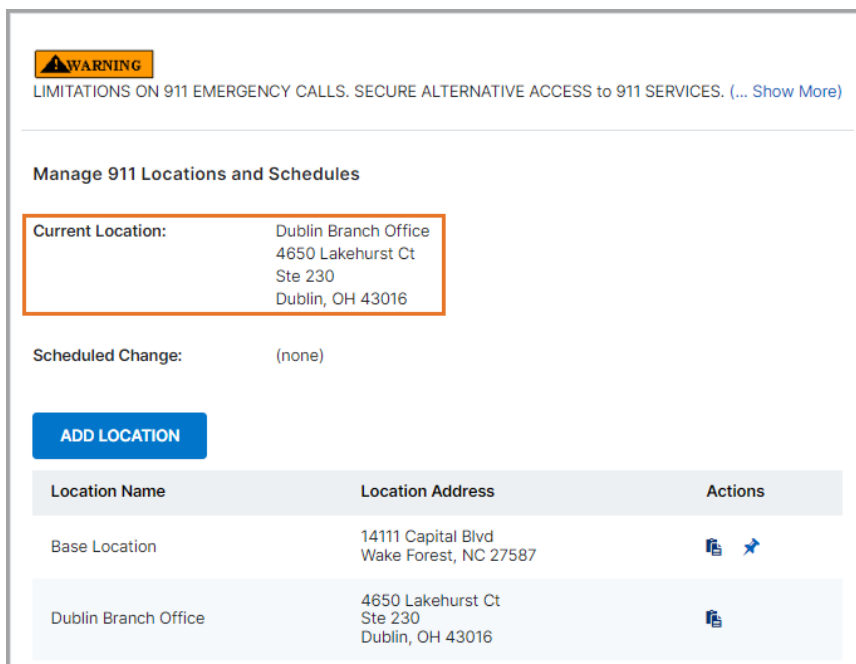 WARNING
LIMITATIONS ON 911 EMERGENCY CALLS. SECURE ALTERNATIVE ACCESS to 911 SERVICES. (... Show More)
Manage 911 Locations and Schedules
Current Location: Dublin Branch Office
4650 Lakehurst Ct
Ste 230
Dublin, OH 43016
Scheduled Change: (none)
ADD LOCATION
Location Name Location Address Actions
Base Location
14111 Capital Blvd
Wake Forest, NC 27587
Dublin Branch Office
4650 Lakehurst Ct
Ste 230
Dublin, OH 43016